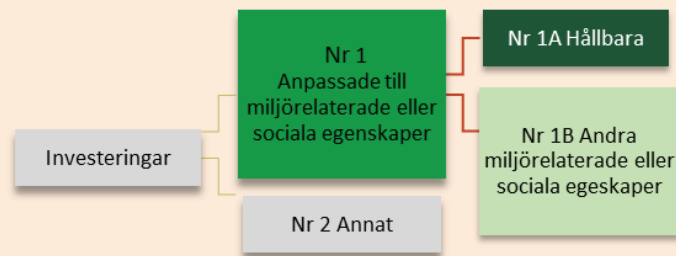 Investeringar
Nr 1
Anpassade till
miljörelaterade eller
sociala egenskaper
Nr 2 Annat
Nr 1A Hållbara
Nr 1B Andra
miljörelaterade eller
sociala egeskaper